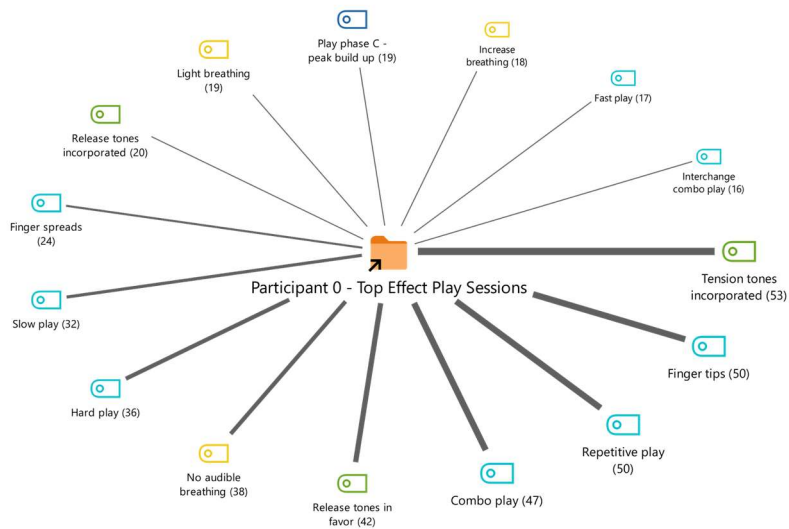 Play phase C -
peak build up (19)
Increase
breathing (18)
Light breathing
(19)
Fast play (17)
Release tones
incorporated (20)
Interchange
combo play (16)
Finger spreads
(24)
Tension tones
incorporated (53)
Participant 0 - Top Effect Play Sessions
Slow play (32)
Finger tips (50)
Hard play (36)
Repetitive play
(50)
No audible
breathing (38)
Combo play (47)
Release tones in
favor (42)